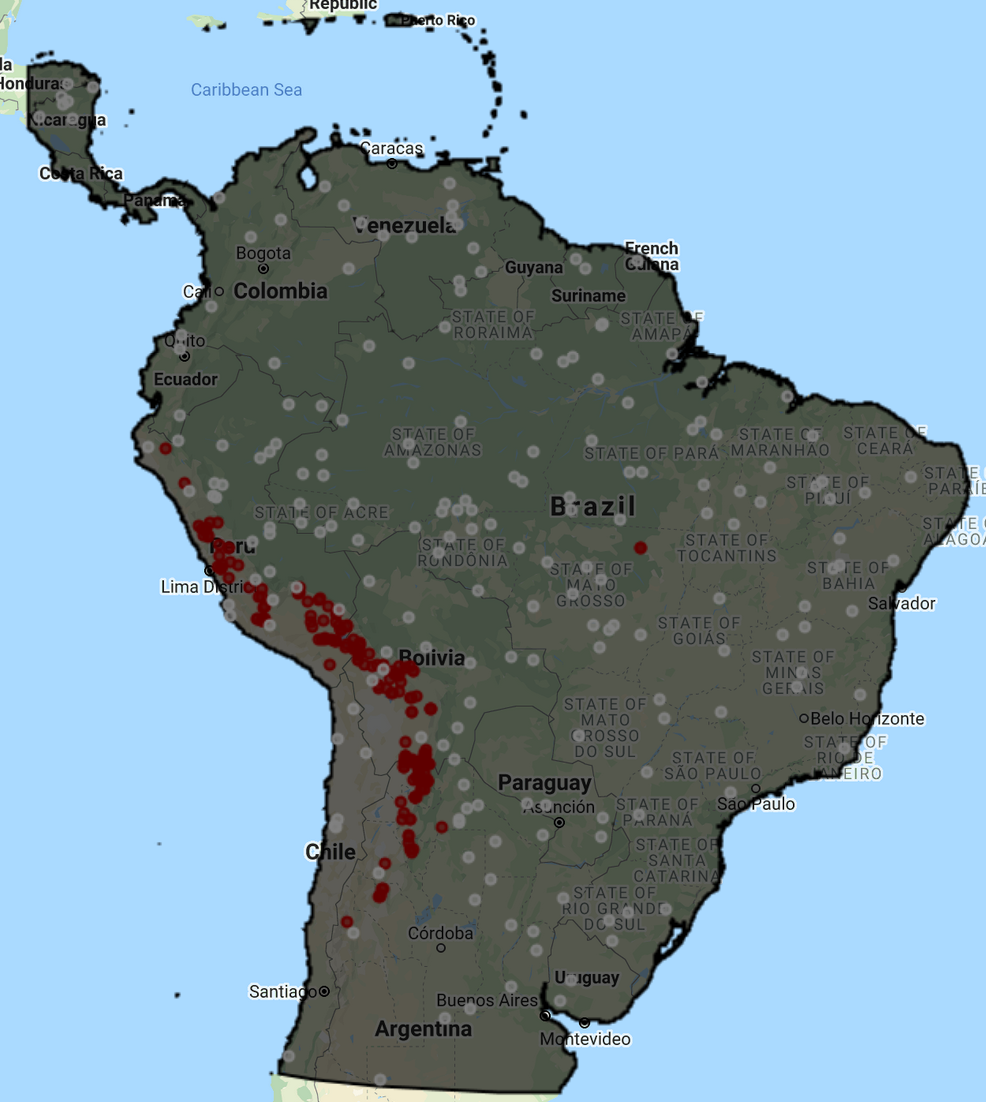 Republic
Puerto Rico
la
Honduras
Caribbean Sea
Nicaragua
Caracas
Costa Rica
Panama
Venezuela
Bogota
Guyana
French
Guiana
Cali
Colombia
Suriname
STATE OF
RORAIMA
STATE OF
AMAPÁ
Quito
Ecuador
STATE OF
AMAZONAS
STATE OF PARÁ
STATE OF
MARANHÃO
STATE OF
CEARÁ
STATE OF
PIAUÍ
STATE
PARAÍB
STATE OF ACRE
Brazil
STATE OF
ALAGOA
Peru
STATE OF
RONDÔNIA
STATE OF
TOCANTINS
Lima District
STATE OF
MATO
GROSSO
STATE OF
BAHIA
Salvador
STATE OF
GOIÁS
Bolivia
STATE OF
MINAS
GERAIS
STATE OF
MATO
GROSSO
DO SUL
Belo Horizonte
STATE OF
RIO DE
JANEIRO
STATE OF
SÃO PAULO
Paraguay
Asunción
São Paulo
STATE OF
PARANÁ
Chile
STATE OF
SANTA
CATARINA
STATE OF
RIO GRANDE
DO SUL
Córdoba
Uruguay
Santiago
Buenos Aires
Argentina
Montevideo